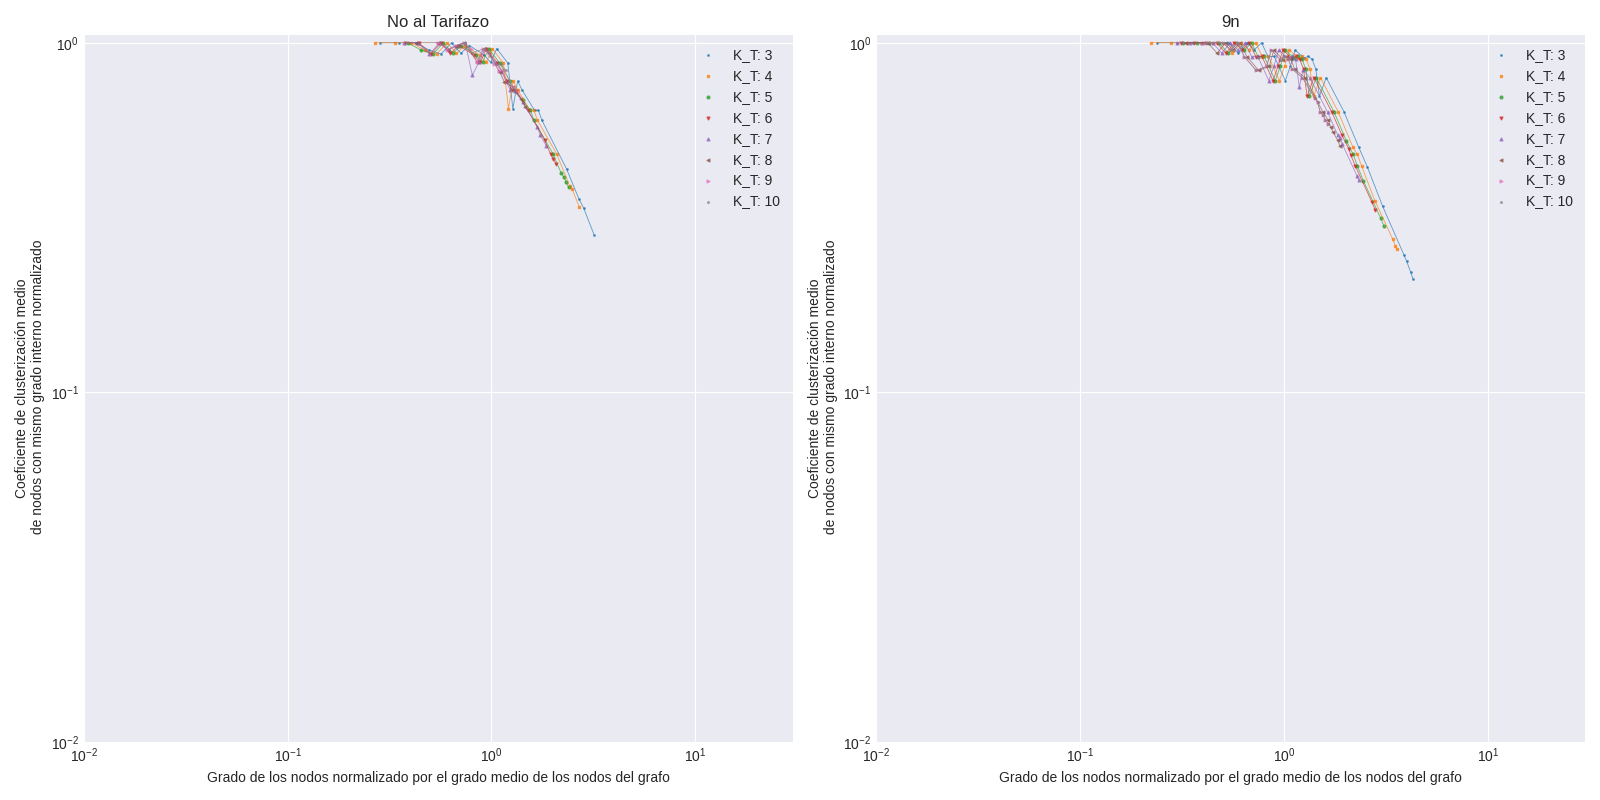 No al Tarifazo
10⁰
10⁻¹
10⁻²
Coeficiente de clusterización medio
de nodos con mismo grado interno normalizado
K_T: 3
K_T: 4
K_T: 5
K_T: 6
K_T: 7
K_T: 8
K_T: 9
K_T: 10
10⁻² 10⁻¹ 10⁰ 10¹
Grado de los nodos normalizado por el grado medio de los nodos del grafo
9n
10⁰
10⁻¹
10⁻²
Coeficiente de clusterización medio
de nodos con mismo grado interno normalizado
K_T: 3
K_T: 4
K_T: 5
K_T: 6
K_T: 7
K_T: 8
K_T: 9
K_T: 10
10⁻² 10⁻¹ 10⁰ 10¹
Grado de los nodos normalizado por el grado medio de los nodos del grafo